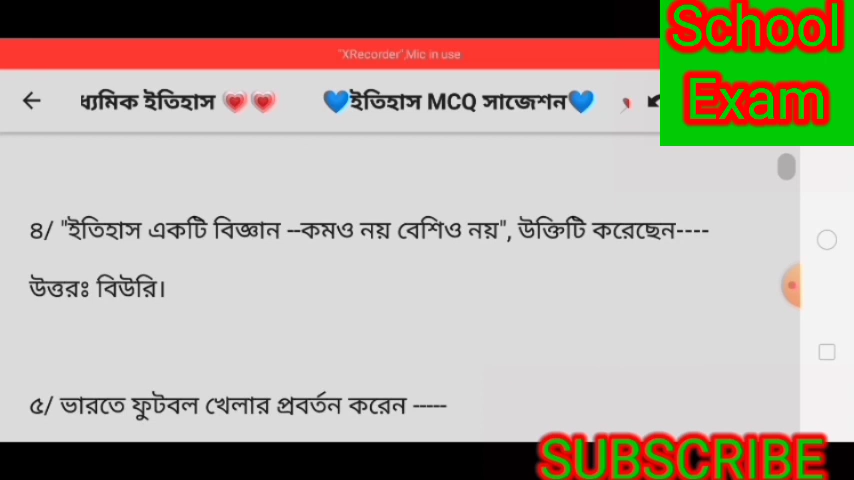 School
Exam
"XRecorder",Mic in use
ধ্যমিক ইতিহাস 💗💗 💙ইতিহাস MCQ সাজেশন💙
৪/ "ইতিহাস একটি বিজ্ঞান –কমও নয় বেশিও নয়", উক্তিটি করেছেন----
উত্তরঃ বিউরি।
৫/ ভারতে ফুটবল খেলার প্রবর্তন করেন -----
SUBSCRIBE